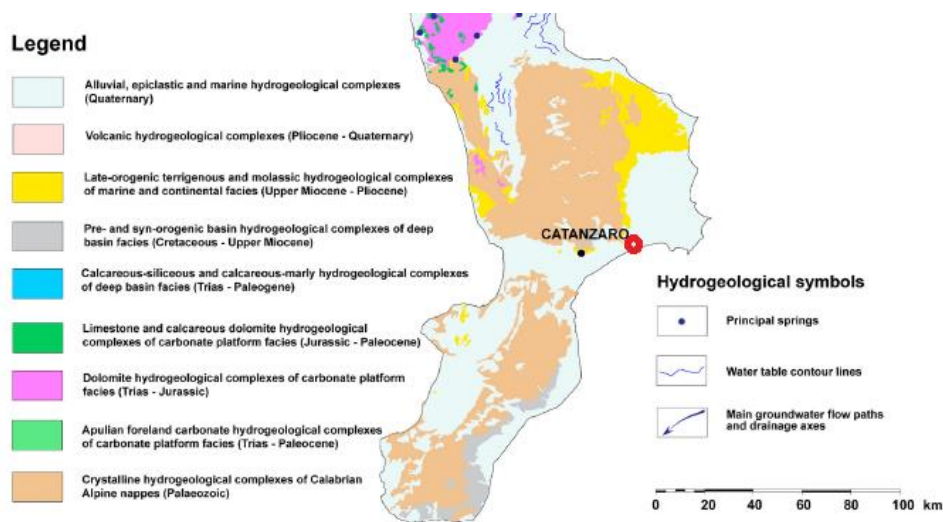 Legend
Alluvial, epiclastic and marine hydrogeological complexes
(Quaternary)
Volcanic hydrogeological complexes (Pliocene - Quaternary)
Late-orogenic terrigenous and molassic hydrogeological complexes
of marine and continental facies (Upper Miocene - Pliocene)
Pre- and syn-orogenic basin hydrogeological complexes of deep
basin facies (Cretaceous - Upper Miocene)
Calcareous-siliceous and calcareous-marly hydrogeological complexes
of deep basin facies (Trias - Paleogene)
Limestone and calcareous dolomite hydrogeological
complexes of carbonate platform facies (Jurassic - Paleocene)
Dolomite hydrogeological complexes of carbonate platform
facies (Trias - Jurassic)
Apulian foreland carbonate hydrogeological complexes
of carbonate platform facies (Trias - Paleocene)
Crystalline hydrogeological complexes of Calabrian
Alpine nappes (Palaeozoic)
CATANZARO
Hydrogeological symbols
Principal springs
Water table contour lines
Main groundwater flow paths
and drainage axes
0 20 40 60 80 100 km